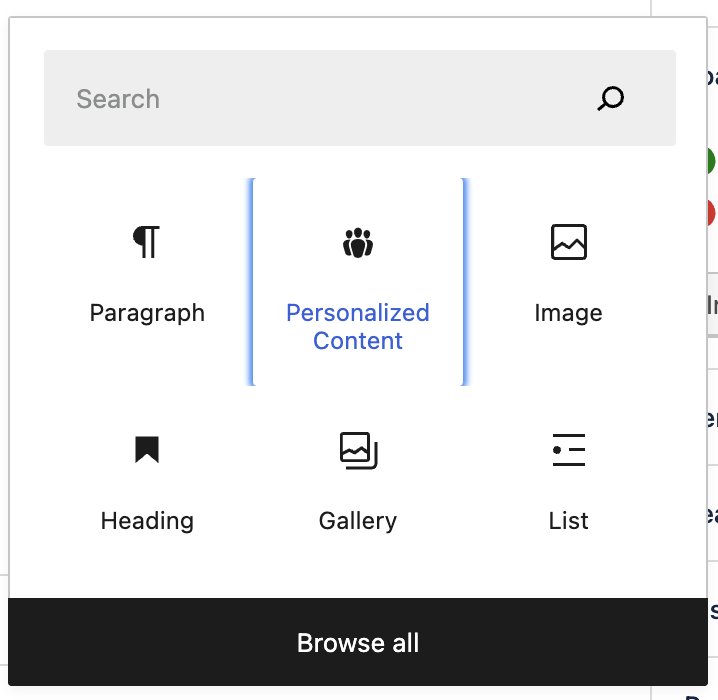 Search
Paragraph
Personalized
Content
Image
Heading
Gallery
List
Browse all